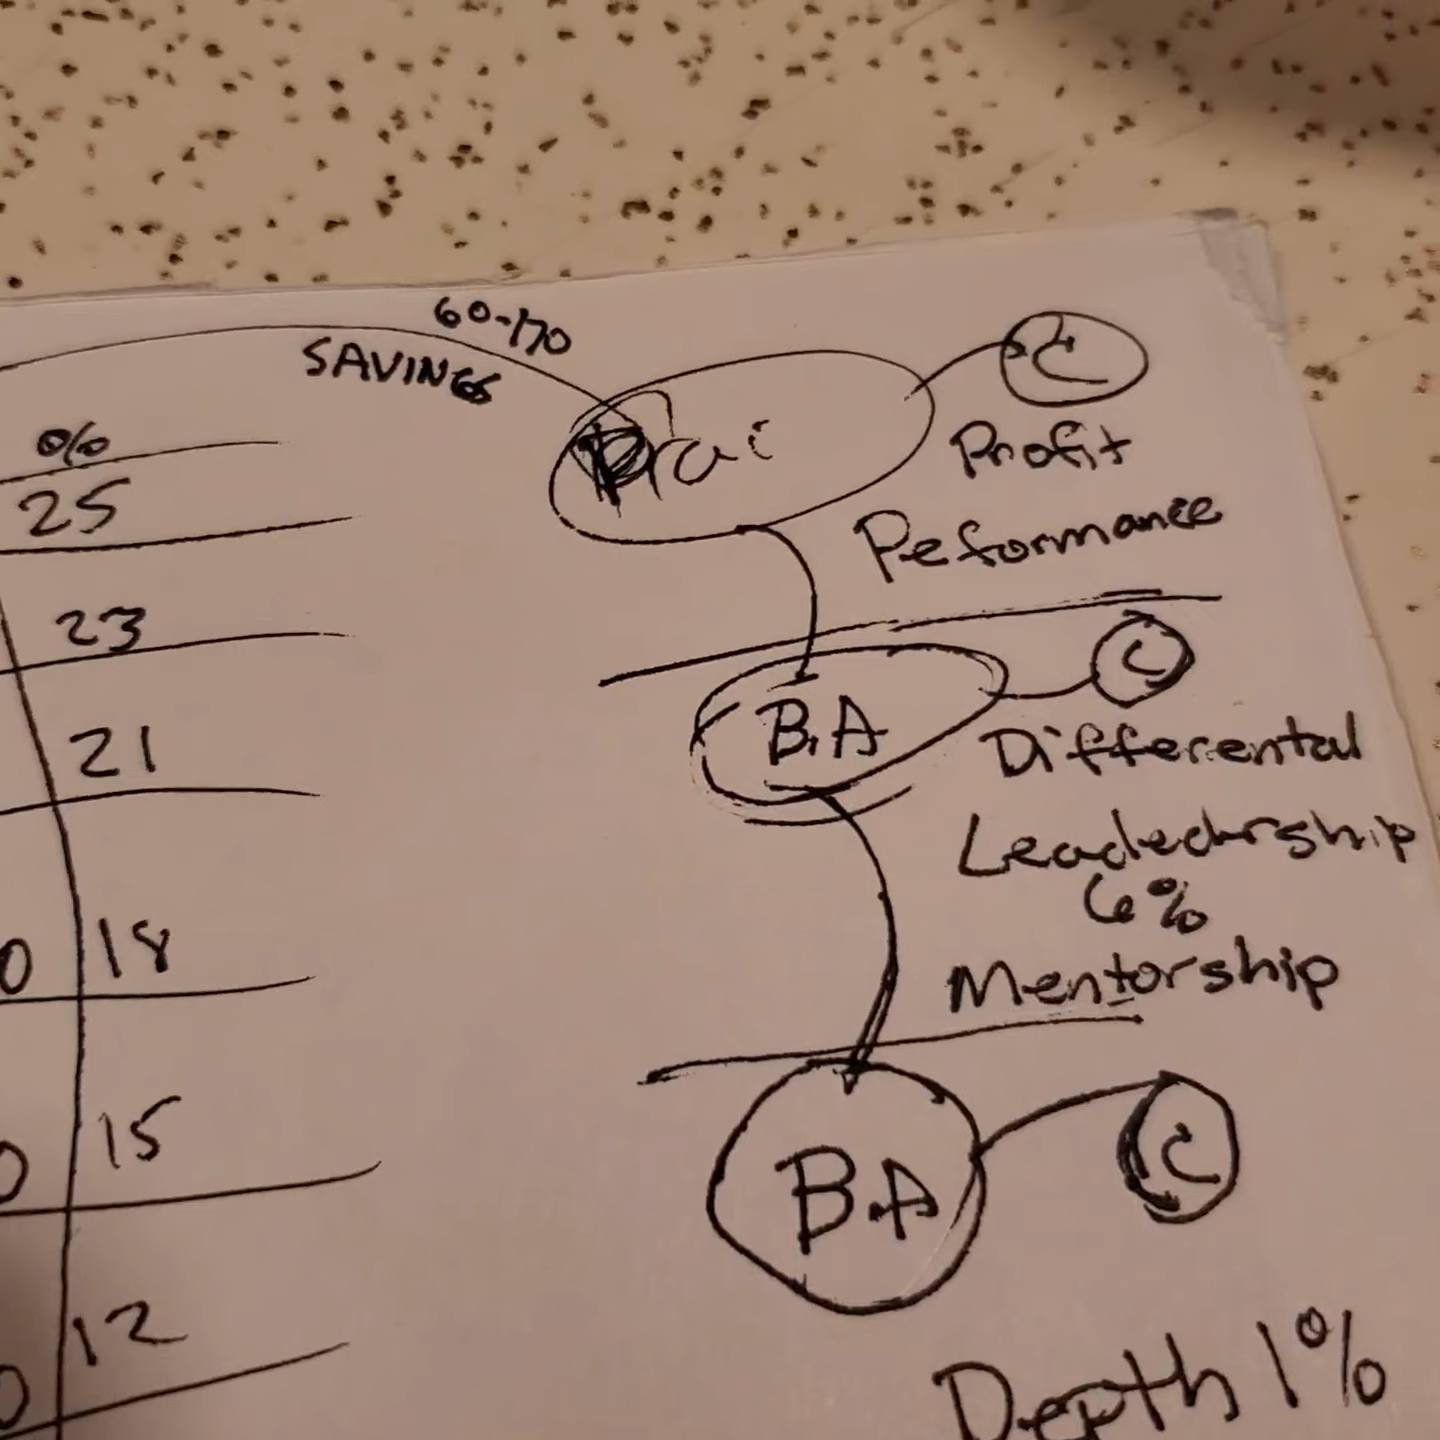 60-170
SAVINGS
%
25
23
21
0 18
0 15
0 12
C
Profit
Peformance
B.A
C
Differental
Leadedrship
6%
Mentorship
B.A
C
Depth 1%